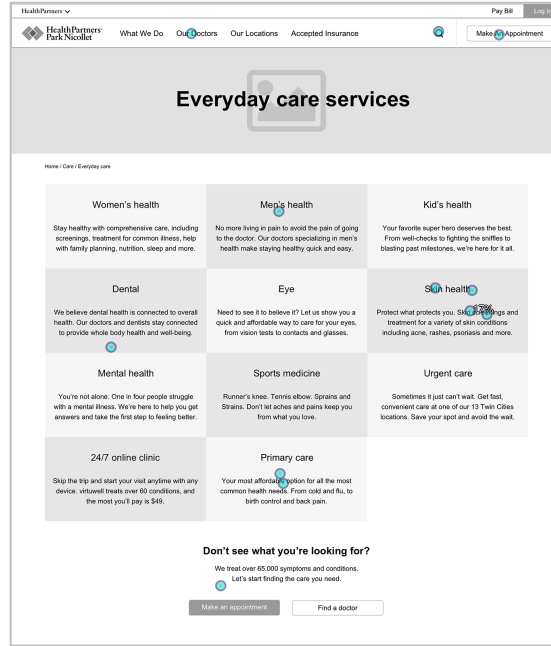 HealthPartners
Pay Bill
Log In
HealthPartners®
Park Nicollet
What We Do
Our Doctors
Our Locations
Accepted Insurance
Make An Appointment
Everyday care services
Home / Care / Everyday care
Women's health
Men's health
Kid's health
Stay healthy with comprehensive care, including
screenings, treatment for common illness, help
with family planning, nutrition, sleep and more.
No more living in pain to avoid the pain of going
to the doctor. Our doctors specializing in men's
health make staying healthy quick and easy.
Your favorite super hero deserves the best.
From well-checks to fighting the sniffles to
blasting past milestones, we're here for it all.
Dental
Eye
Skin health
We believe dental health is connected to overall
health. Our doctors and dentists stay connected
to provide whole body health and well-being.
Need to see it to believe it? Let us show you a
quick and affordable way to care for your eyes,
from vision tests to contacts and glasses.
17%
Protect what protects you. Skin screenings and
treatment for a variety of skin conditions
including acne, rashes, psoriasis and more.
Mental health
Sports medicine
Urgent care
You're not alone. One in four people struggle
with a mental illness. We're here to help you get
answers and take the first step to feeling better.
Runner's knee. Tennis elbow. Sprains and
Strains. Don't let aches and pains keep you
from what you love.
Sometimes it just can't wait. Get fast,
convenient care at one of our 13 Twin Cities
locations. Save your spot and avoid the wait.
24/7 online clinic
Primary care
Skip the trip and start your visit anytime with any
device. virtuwell treats over 60 conditions, and
the most you'll pay is $49.
Your most affordable option for all the most
common health needs. From cold and flu, to
birth control and back pain.
Don't see what you're looking for?
We treat over 65,000 symptoms and conditions.
Let's start finding the care you need.
Make an appointment
Find a doctor